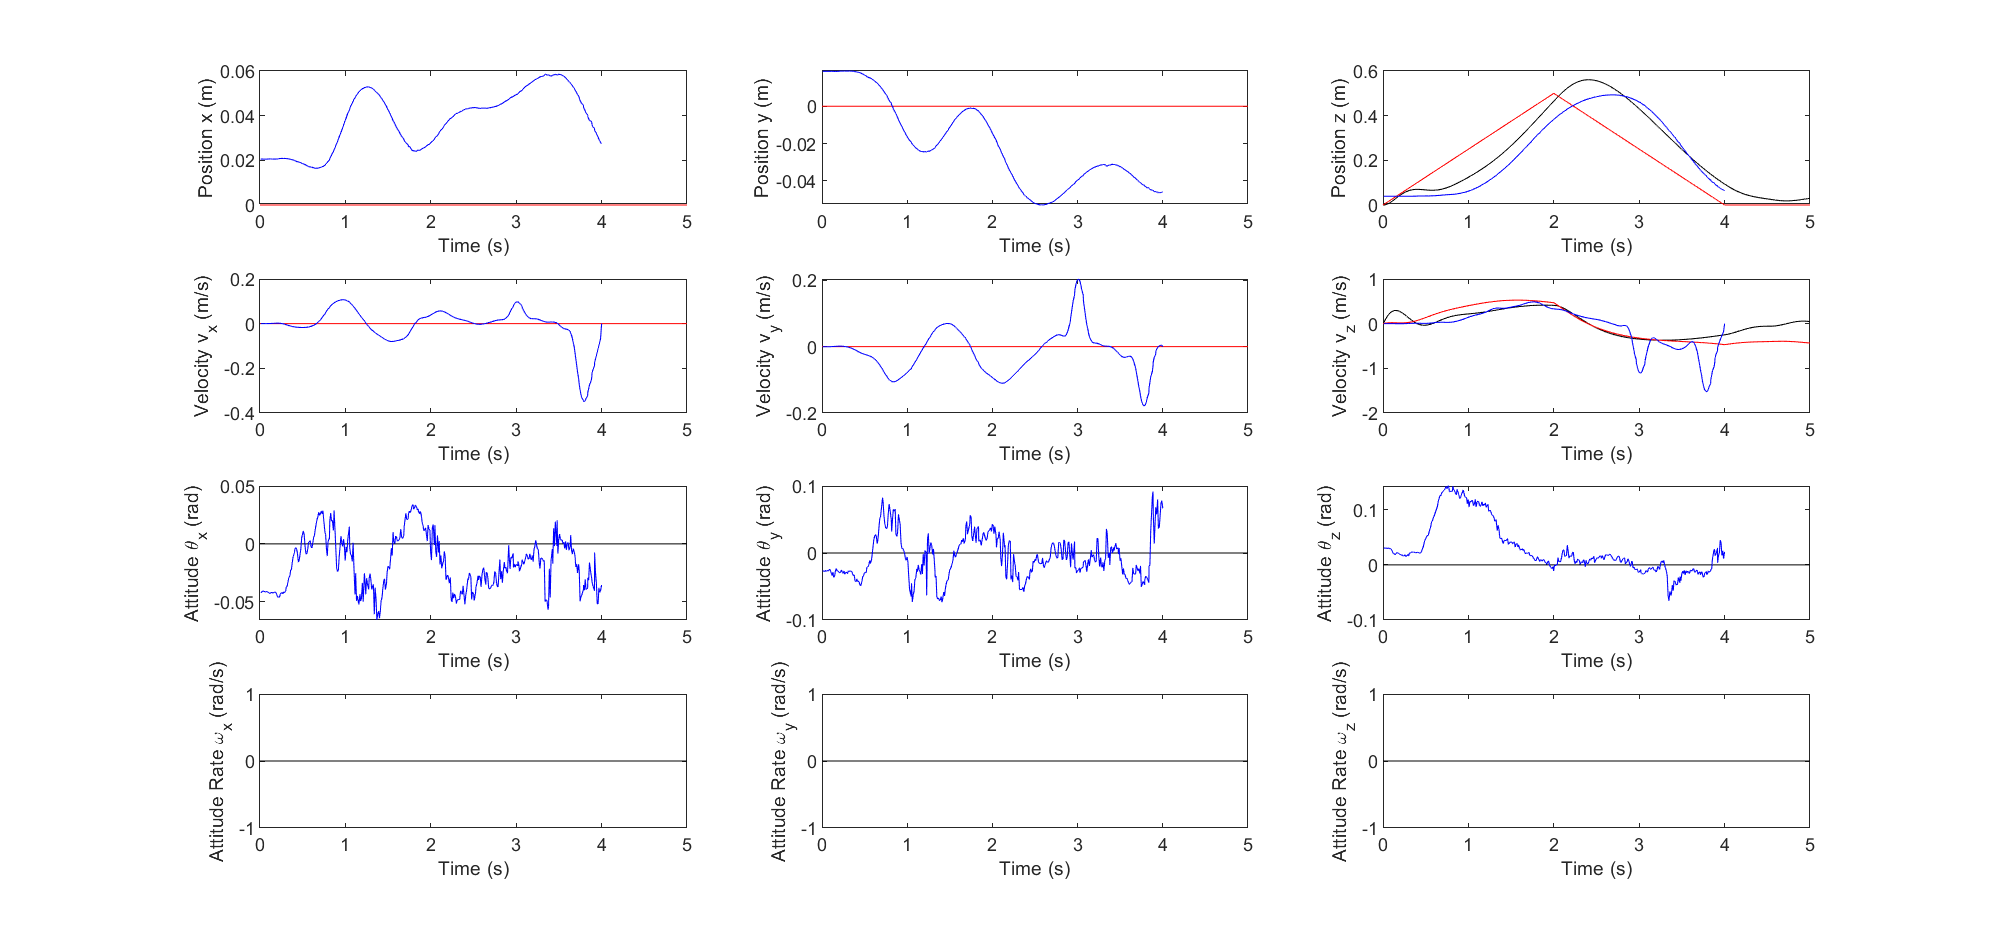 Position x (m)
0.06
0.04
0.02
0
0 1 2 3 4 5
Time (s)
Position y (m)
0
-0.02
-0.04
0 1 2 3 4 5
Time (s)
Position z (m)
0.6
0.4
0.2
0
0 1 2 3 4 5
Time (s)
Velocity v_x (m/s)
0.2
0
-0.2
-0.4
0 1 2 3 4 5
Time (s)
Velocity v_y (m/s)
0.2
0
-0.2
0 1 2 3 4 5
Time (s)
Velocity v_z (m/s)
1
0
-1
-2
0 1 2 3 4 5
Time (s)
Attitude θ_x (rad)
0.05
0
-0.05
0 1 2 3 4 5
Time (s)
Attitude θ_y (rad)
0.1
0
-0.1
0 1 2 3 4 5
Time (s)
Attitude θ_z (rad)
0.1
0
-0.1
0 1 2 3 4 5
Time (s)
Attitude Rate ω_x (rad/s)
1
0
-1
0 1 2 3 4 5
Time (s)
Attitude Rate ω_y (rad/s)
1
0
-1
0 1 2 3 4 5
Time (s)
Attitude Rate ω_z (rad/s)
1
0
-1
0 1 2 3 4 5
Time (s)